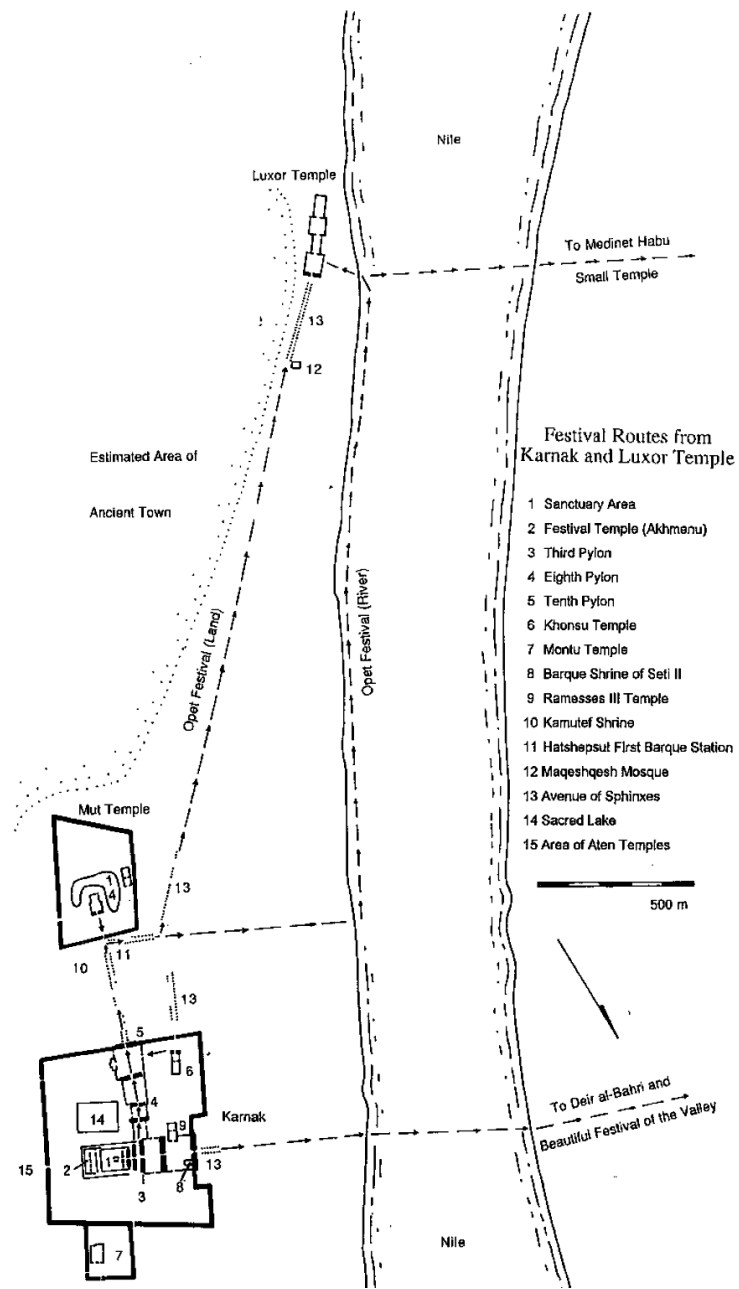 Nile
Luxor Temple
To Medinet Habu
Small Temple
13
12
Festival Routes from
Karnak and Luxor Temple
Estimated Area of
Ancient Town
1 Sanctuary Area
2 Festival Temple (Akhmenu)
3 Third Pylon
4 Eighth Pylon
5 Tenth Pylon
6 Khonsu Temple
7 Montu Temple
8 Barque Shrine of Seti II
9 Ramesses III Temple
10 Kamutef Shrine
11 Hatshepsut First Barque Station
12 Maqeshqesh Mosque
13 Avenue of Sphinxes
14 Sacred Lake
15 Area of Aten Temples
500 m
Opet Festival (Land)
Opet Festival (River)
Mut Temple
14
13
10
11
13
5
6
4
14
9
Karnak
To Deir al-Bahri and
Beautiful Festival of the Valley
15
2
1
3
8
13
7
Nile